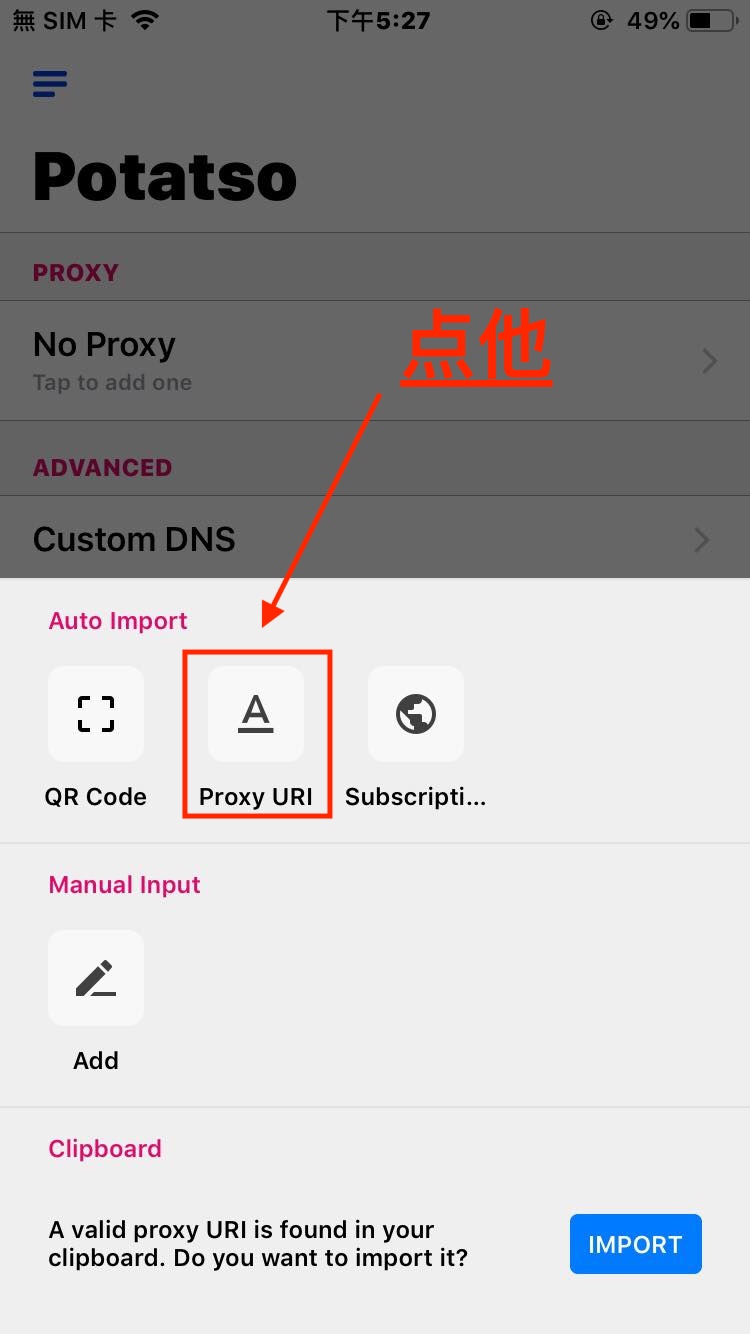 無 SIM 卡 下午5:27 49%
Potatso
PROXY
No Proxy
Tap to add one
点他
ADVANCED
Custom DNS
Auto Import
A
QR Code Proxy URI Subscripti...
Manual Input
Add
Clipboard
A valid proxy URI is found in your
clipboard. Do you want to import it?
IMPORT